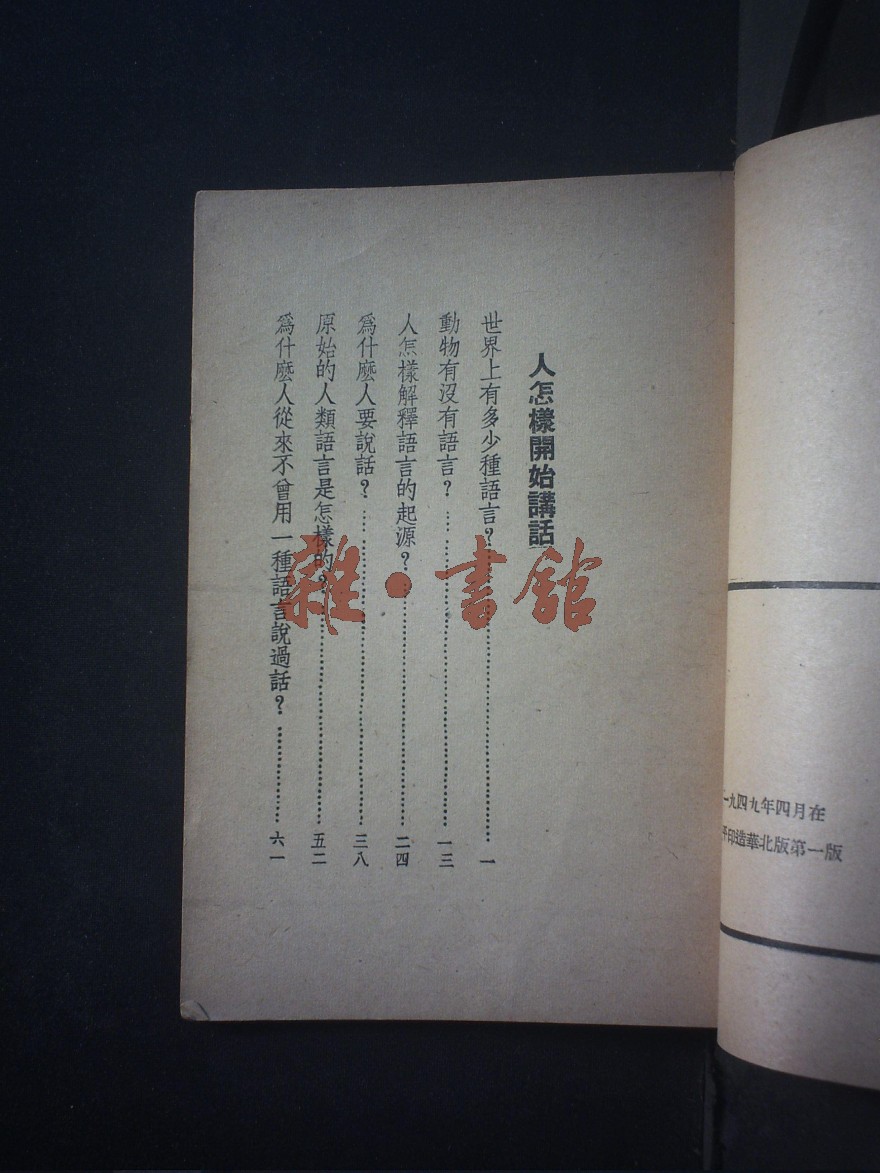 一九四九年四月在
印造華北版第一版
人怎樣開始講話
世界上有多少種語言?……一
動物有沒有語言?……一三
人怎樣解釋語言的起源?……二四
爲什麼人要說話?……三八
原始的人類語言是怎樣的?……五二
爲什麼人從來不曾用一種語言說過話?……六一
雜·書館